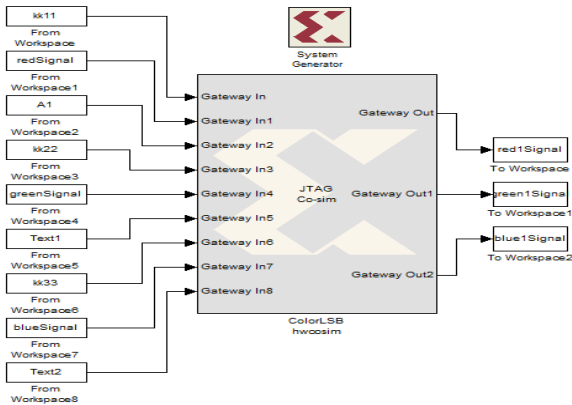 kk11
From
Workspace
redSignal
From
Workspace1
A1
From
Workspace2
kk22
From
Workspace3
greenSignal
From
Workspace4
Text1
From
Workspace5
kk33
From
Workspace6
blueSignal
From
Workspace7
Text2
From
Workspace8
System
Generator
Gateway In
Gateway In1
Gateway In2
Gateway In3
Gateway In4
Gateway In5
Gateway In6
Gateway In7
Gateway In8
JTAG
Co-sim
Gateway Out
Gateway Out1
Gateway Out2
ColorLSB
hwcosim
red1Signal
To Workspace
green1Signal
To Workspace1
blue1Signal
To Workspace2